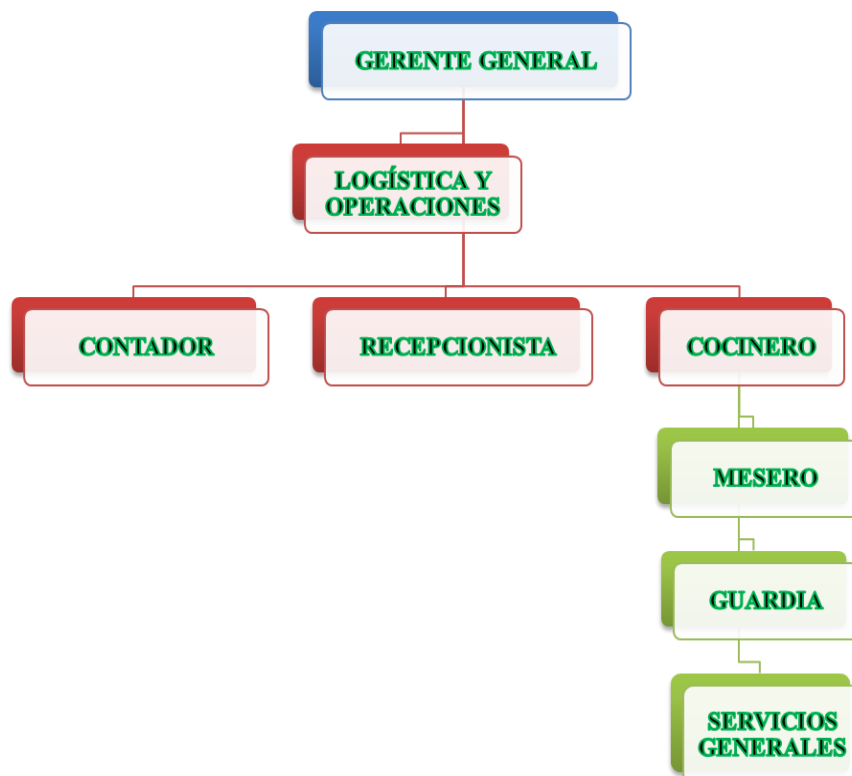 GERENTE GENERAL
LOGÍSTICA Y
OPERACIONES
CONTADOR
RECEPCIONISTA
COCINERO
MESERO
GUARDIA
SERVICIOS
GENERALES